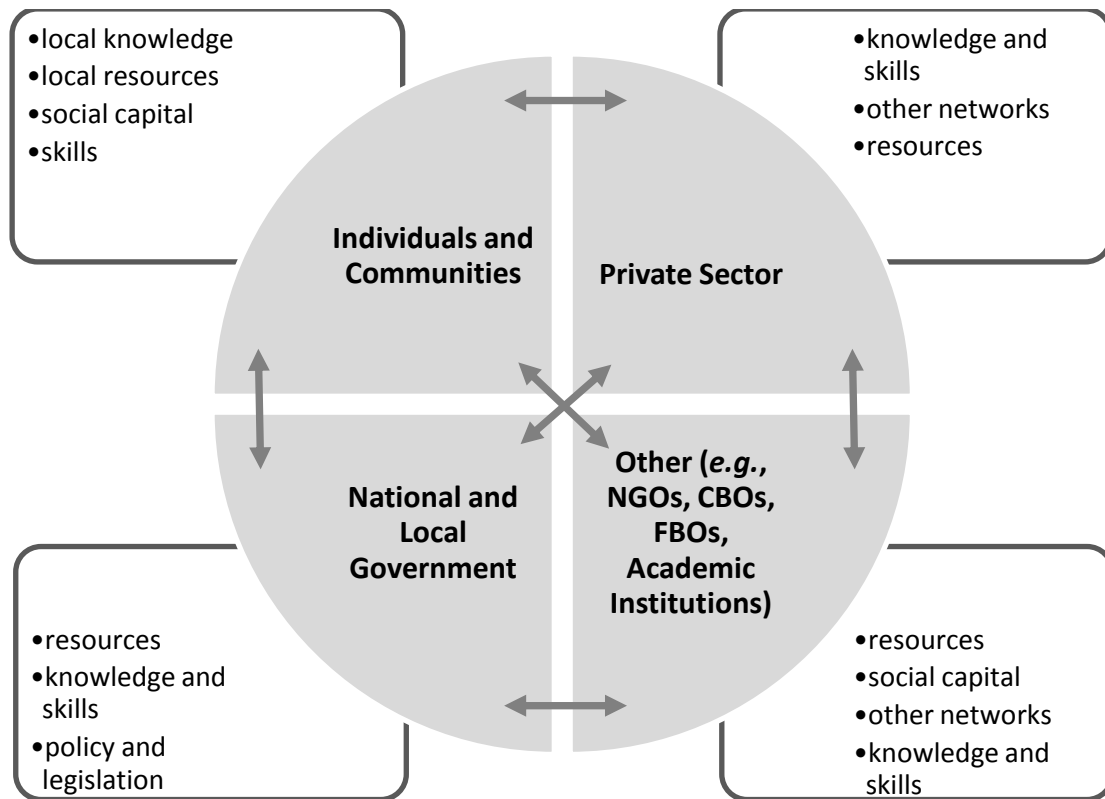 •local knowledge
•local resources
•social capital
•skills
•knowledge and
skills
•other networks
•resources
Individuals and
Communities
Private Sector
National and
Local
Government
Other (e.g.,
NGOs, CBOs,
FBOs,
Academic
Institutions)
•resources
•knowledge and
skills
•policy and
legislation
•resources
•social capital
•other networks
•knowledge and
skills